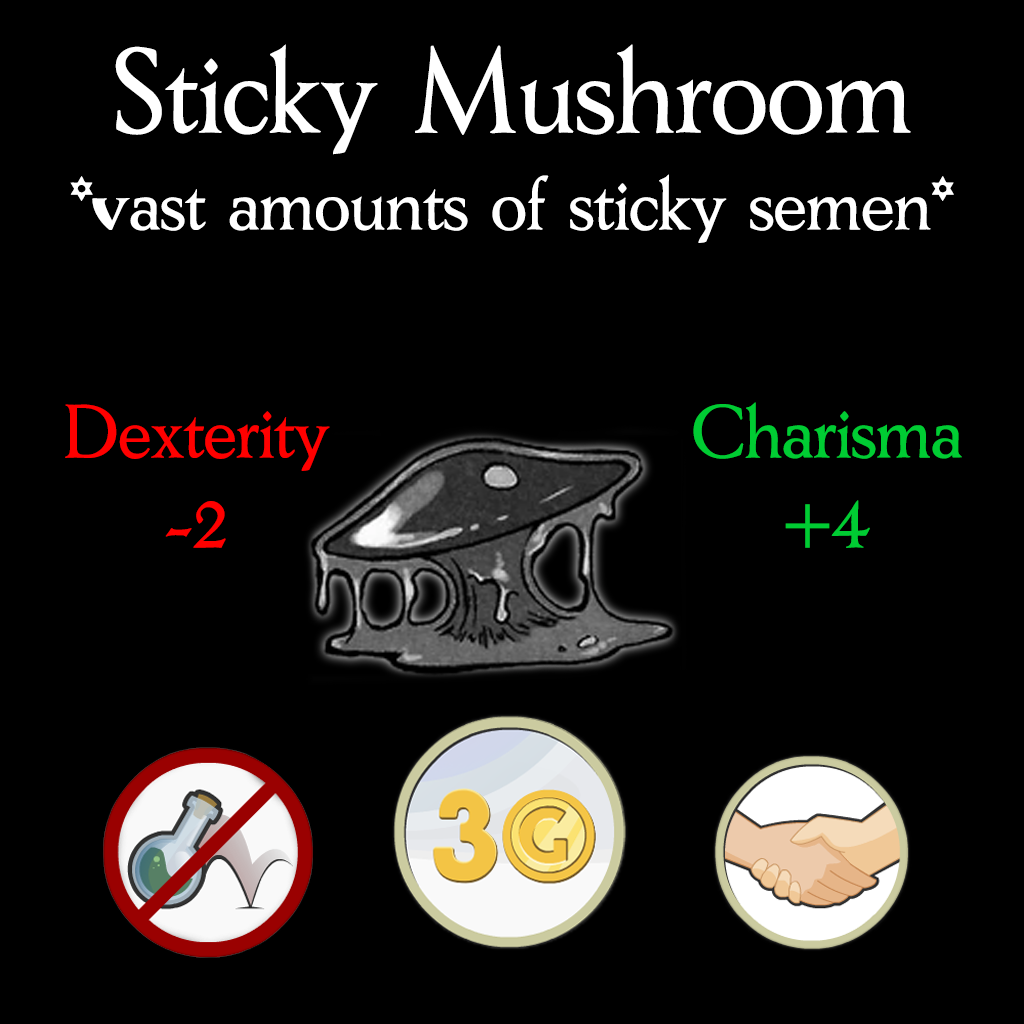 Sticky Mushroom
*vast amounts of sticky semen*
Dexterity
-2
Charisma
+4
3G